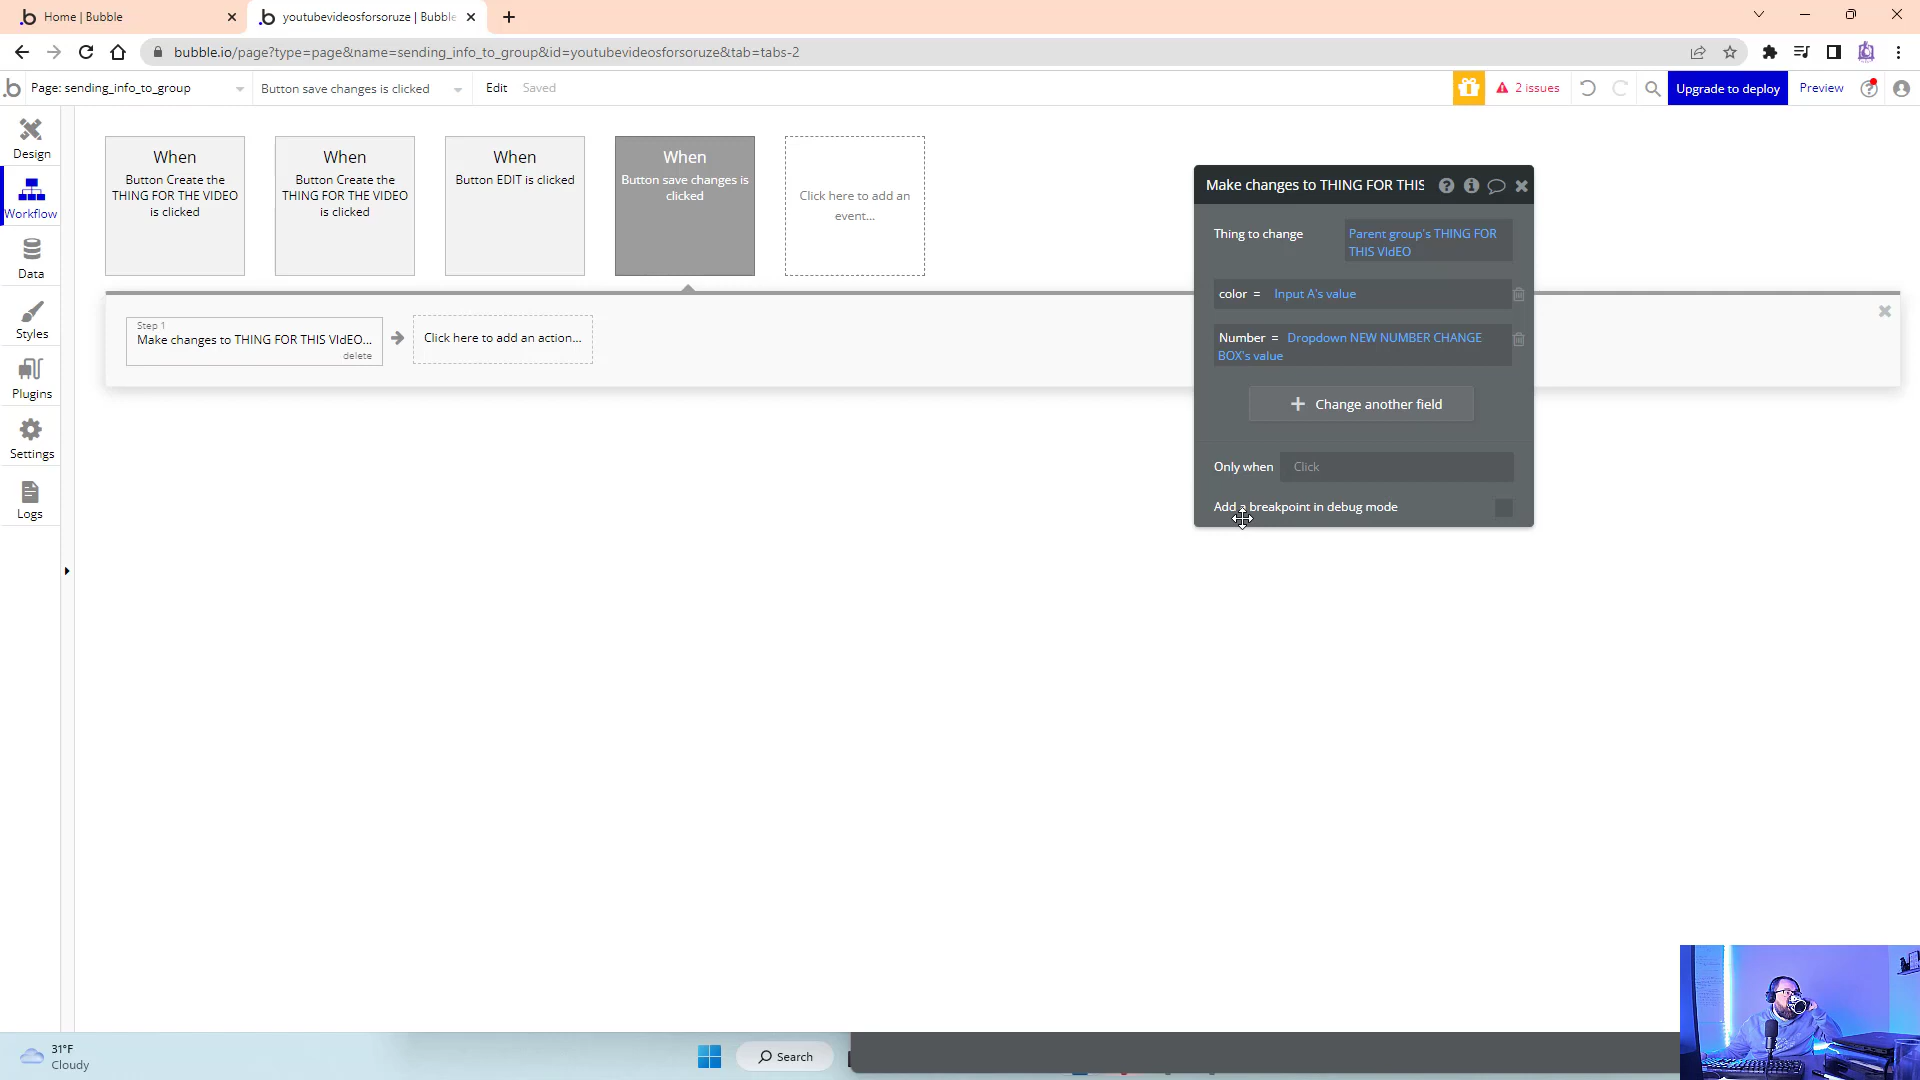 Home | Bubble
youtubevideosforsoruze | Bubble
bubble.io/page?type=page&name=sending_info_to_group&id=youtubevideosforsoruze&tab=tabs-2
Page: sending_info_to_group
Button save changes is clicked
Edit
Saved
2 issues
Upgrade to deploy
Preview
Design
Workflow
Data
Styles
Plugins
Settings
Logs
When
Button Create the
THING FOR THE VIDEO
is clicked
When
Button Create the
THING FOR THE VIDEO
is clicked
When
Button EDIT is clicked
When
Button save changes is
clicked
Click here to add an
event...
Step 1
Make changes to THING FOR THIS VIdEO...
delete
Click here to add an action...
Make changes to THING FOR THIS
Thing to change
Parent group's THING FOR
THIS VIdEO
color = Input A's value
Number = Dropdown NEW NUMBER CHANGE
BOX's value
+ Change another field
Only when
Click
Add a breakpoint in debug mode
31°F
Cloudy
Search